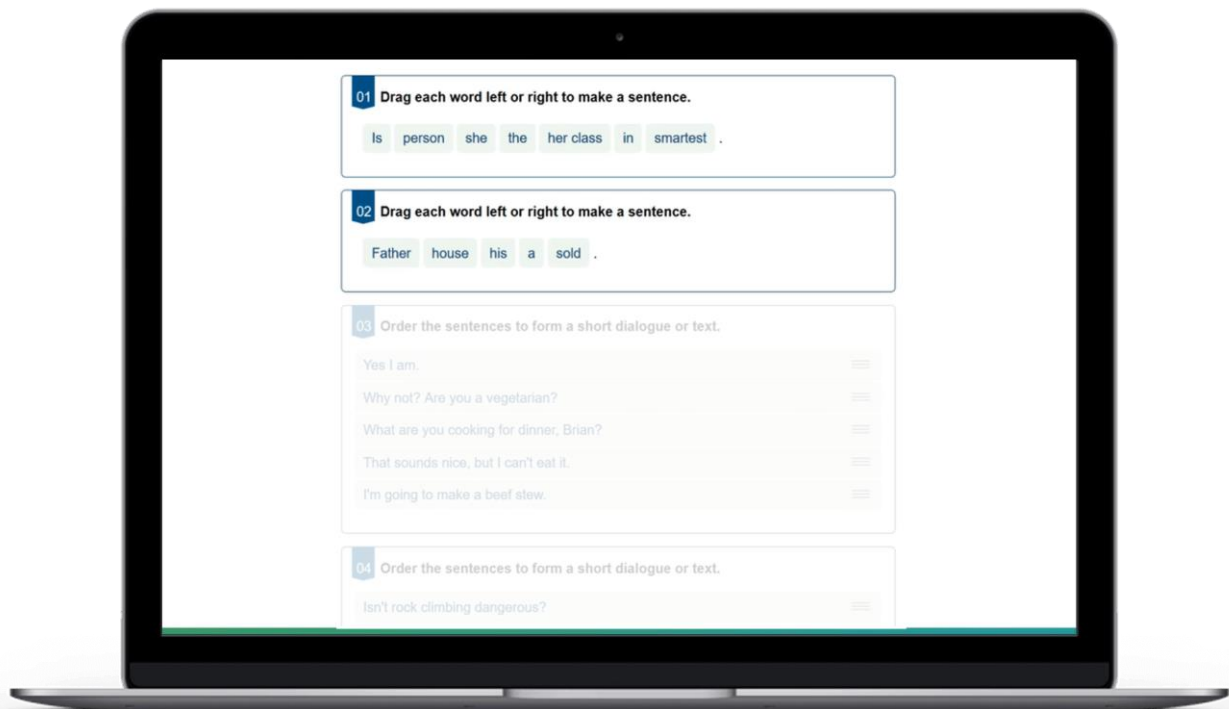 01 Drag each word left or right to make a sentence.
Is person she the her class in smartest .
02 Drag each word left or right to make a sentence.
Father house his a sold .
03 Order the sentences to form a short dialogue or text.
Yes I am.
Why not? Are you a vegetarian?
What are you cooking for dinner, Brian?
That sounds nice, but I can't eat it.
I'm going to make a beef stew.
04 Order the sentences to form a short dialogue or text.
Isn't rock climbing dangerous?